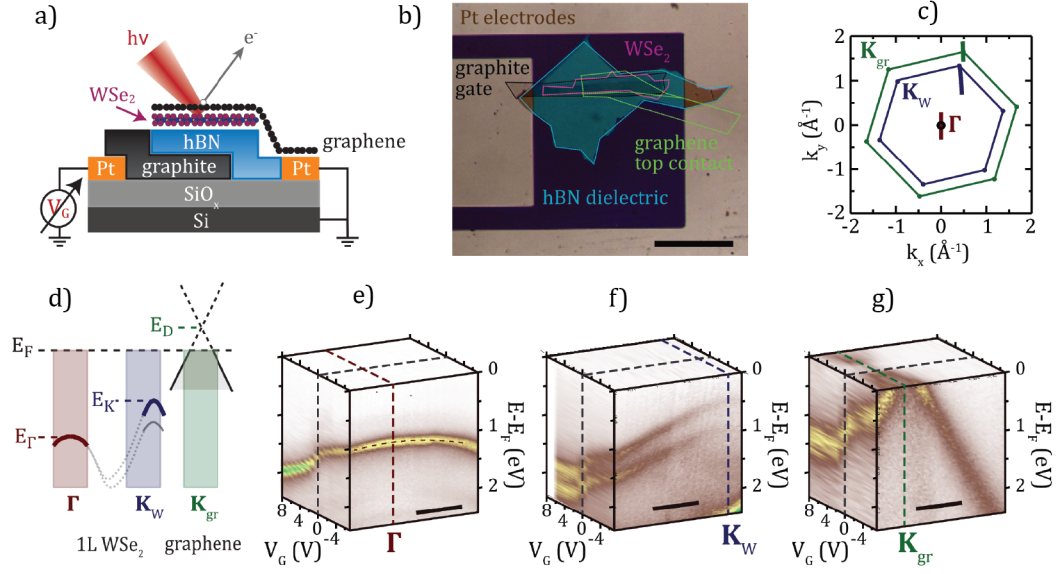 a)
hν
e⁻
WSe₂
graphene
hBN
Pt
graphite
Pt
V_G
SiOₓ
Si
b)
Pt electrodes
WSe₂
graphite
gate
graphene
top contact
hBN dielectric
c)
K_gr
K_W
Γ
k_y (Å⁻¹)
2
1
0
-1
-2
-2
-1
0
1
2
k_x (Å⁻¹)
d)
E_D
E_F
E_K
E_Γ
Γ
K_W
K_gr
1L WSe₂
graphene
e)
0
1
2
E-E_F (eV)
8
4
0
-4
V_G (V)
Γ
f)
0
1
2
E-E_F (eV)
8
4
0
-4
V_G (V)
K_W
g)
0
1
2
E-E_F (eV)
8
4
0
-4
V_G (V)
K_gr